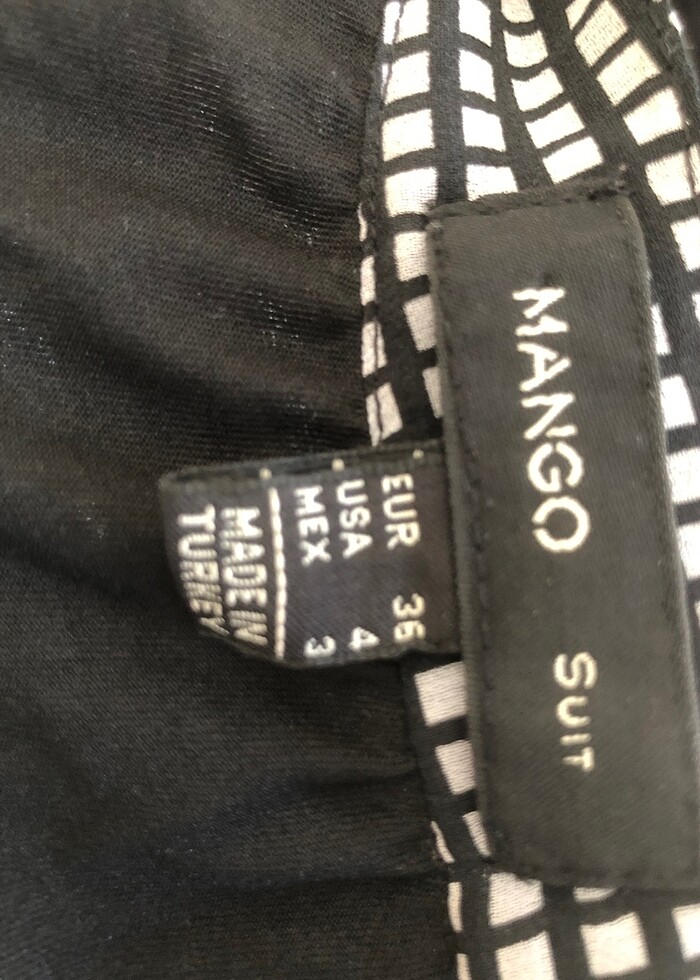 MANGO SUIT
EUR 36
USA 4
MEX 3
MADE IN
TURKEY